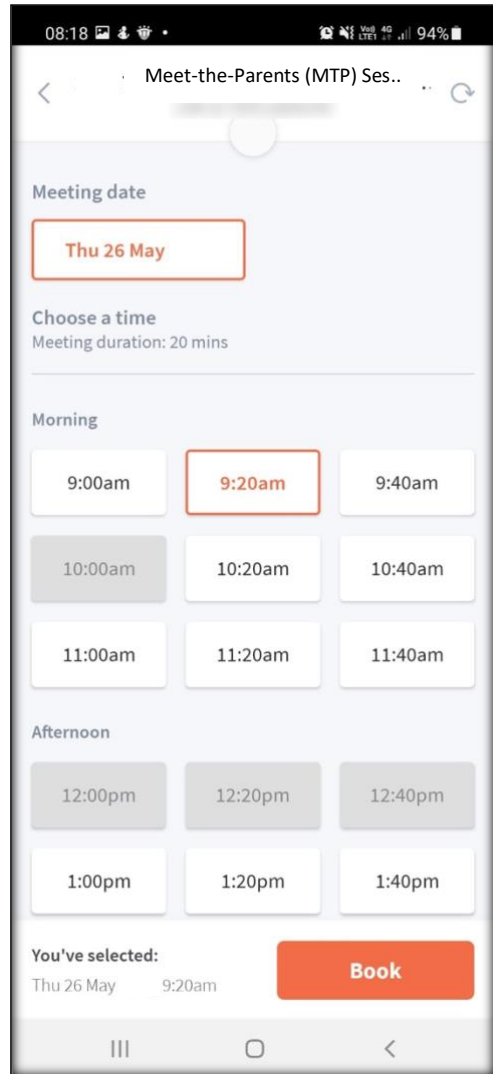 08:18 Vo)) LTE1 4G 94%
Meet-the-Parents (MTP) Ses..
Meeting date
Thu 26 May
Choose a time
Meeting duration: 20 mins
Morning
9:00am 9:20am 9:40am
10:00am 10:20am 10:40am
11:00am 11:20am 11:40am
Afternoon
12:00pm 12:20pm 12:40pm
1:00pm 1:20pm 1:40pm
You've selected:
Thu 26 May 9:20am
Book